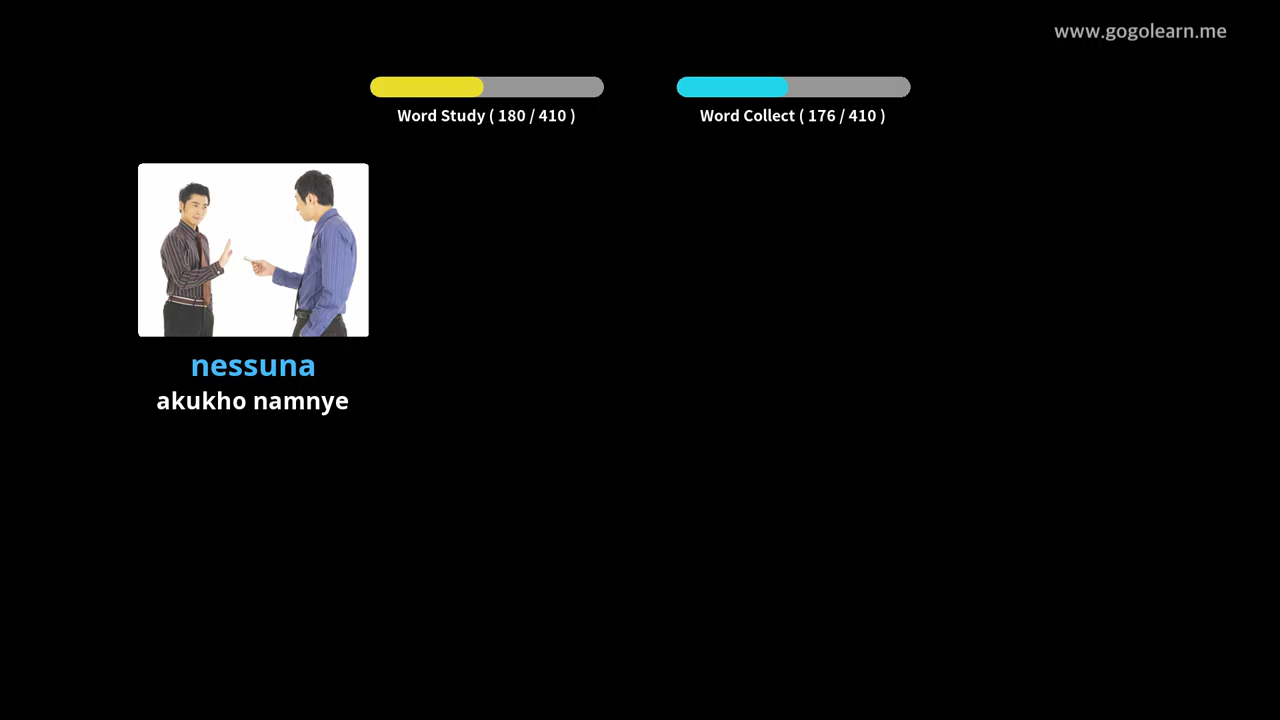 www.gogolearn.me
Word Study ( 180 / 410 )
Word Collect ( 176 / 410 )
nessuna
akukho namnye